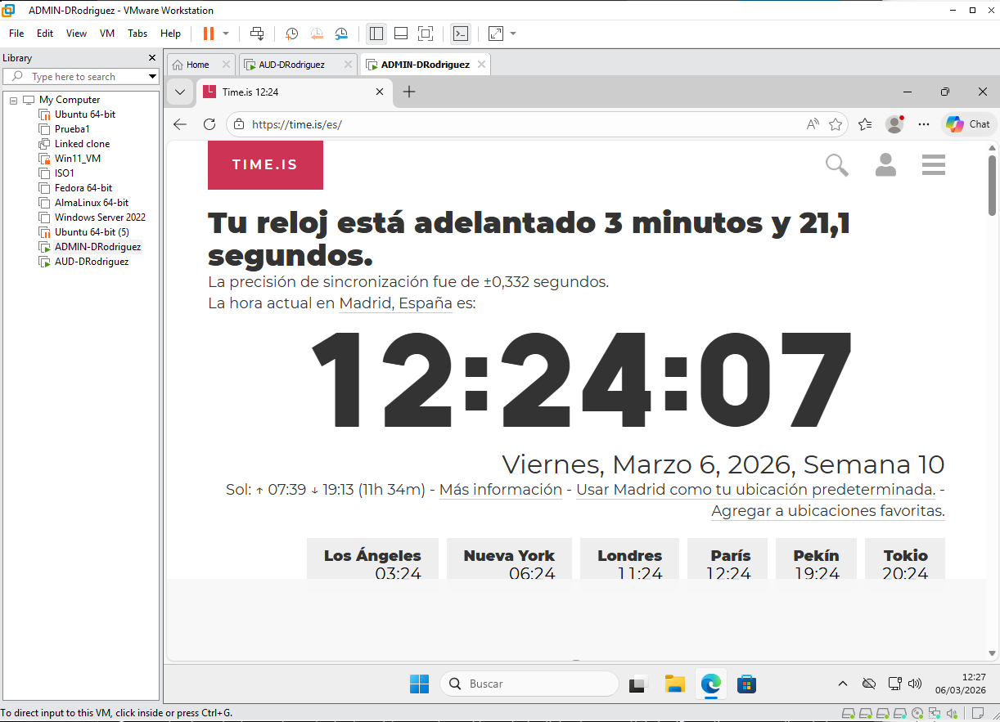 ADMIN-DRodriguez - VMware Workstation
File Edit View VM Tabs Help
Library
Type here to search
My Computer
Ubuntu 64-bit
Prueba1
Linked clone
Win11_VM
ISO1
Fedora 64-bit
AlmaLinux 64-bit
Windows Server 2022
Ubuntu 64-bit (5)
ADMIN-DRodriguez
AUD-DRodriguez
Home AUD-DRodriguez ADMIN-DRodriguez
Time.is 12:24
https://time.is/es/
Chat
TIME.IS
Tu reloj está adelantado 3 minutos y 21,1
segundos.
La precisión de sincronización fue de ±0,332 segundos.
La hora actual en Madrid, España es:
12:24:07
Viernes, Marzo 6, 2026, Semana 10
Sol: ↑ 07:39 ↓ 19:13 (11h 34m) - Más información - Usar Madrid como tu ubicación predeterminada. -
Agregar a ubicaciones favoritas.
Los Ángeles Nueva York Londres París Pekín Tokio
03:24 06:24 11:24 12:24 19:24 20:24
Buscar
12:27
06/03/2026
To direct input to this VM, click inside or press Ctrl+G.